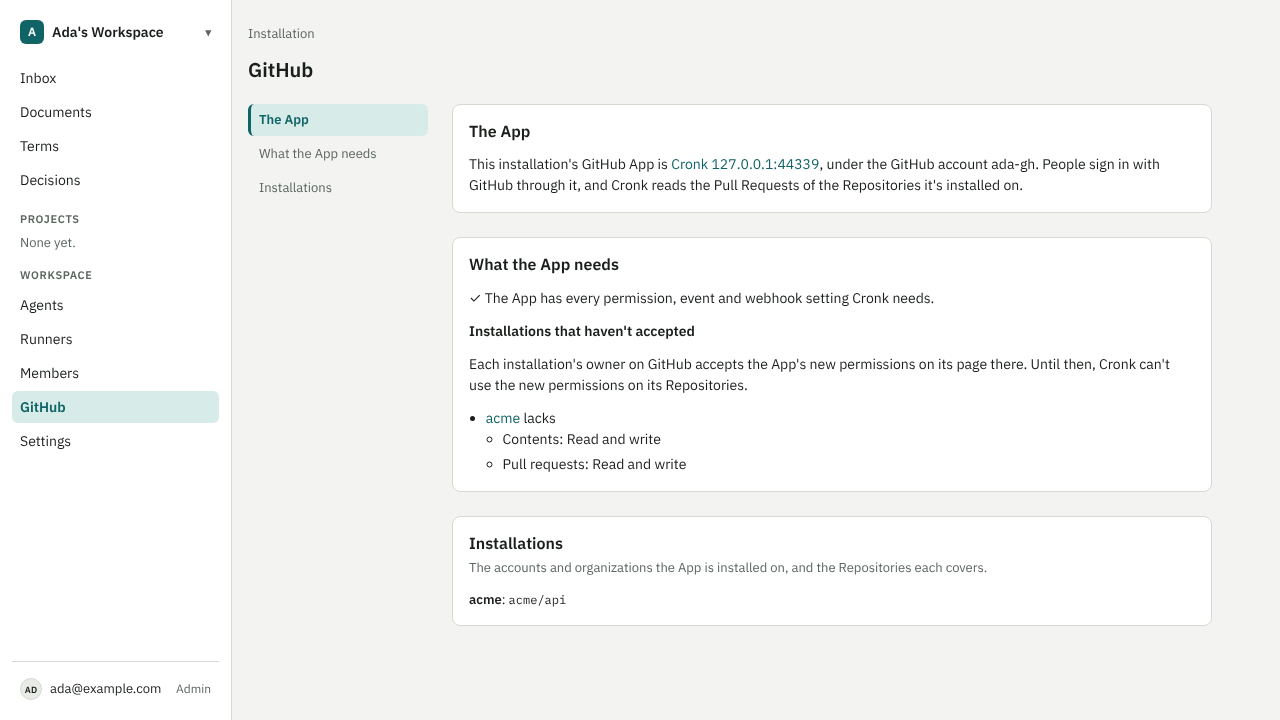 A Ada's Workspace ▾
Inbox
Documents
Terms
Decisions
PROJECTS
None yet.
WORKSPACE
Agents
Runners
Members
GitHub
Settings
AD ada@example.com Admin
Installation
GitHub
The App
What the App needs
Installations
The App
This installation's GitHub App is Cronk 127.0.0.1:44339, under the GitHub account ada-gh. People sign in with
GitHub through it, and Cronk reads the Pull Requests of the Repositories it's installed on.
What the App needs
✓ The App has every permission, event and webhook setting Cronk needs.
Installations that haven't accepted
Each installation's owner on GitHub accepts the App's new permissions on its page there. Until then, Cronk can't
use the new permissions on its Repositories.
acme lacks
Contents: Read and write
Pull requests: Read and write
Installations
The accounts and organizations the App is installed on, and the Repositories each covers.
acme: acme/api